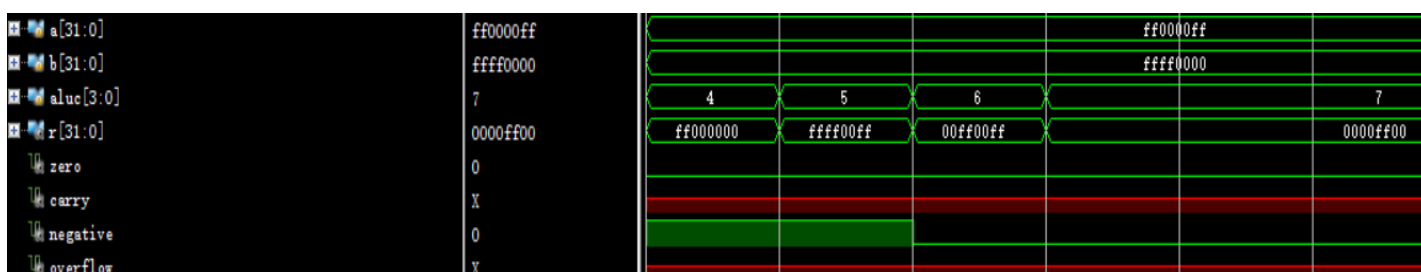 a[31:0] ff0000ff ff0000ff
b[31:0] ffff0000 ffff0000
aluc[3:0] 7 4 5 6 7
r[31:0] 0000ff00 ff000000 ffff00ff 00ff00ff 0000ff00
zero 0
carry X
negative 0
overflow X